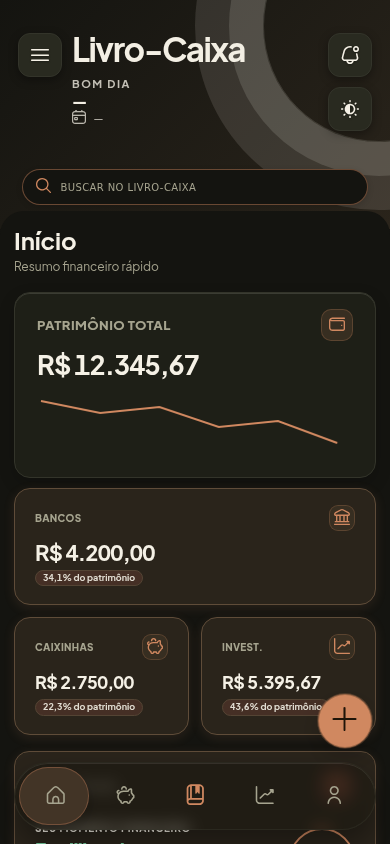 Livro-Caixa
BOM DIA
—
—
BUSCAR NO LIVRO-CAIXA
Início
Resumo financeiro rápido
PATRIMÔNIO TOTAL
R$ 12.345,67
BANCOS
R$ 4.200,00
34,1% do patrimônio
CAIXINHAS
R$ 2.750,00
22,3% do patrimônio
INVEST.
R$ 5.395,67
43,6% do patrimônio